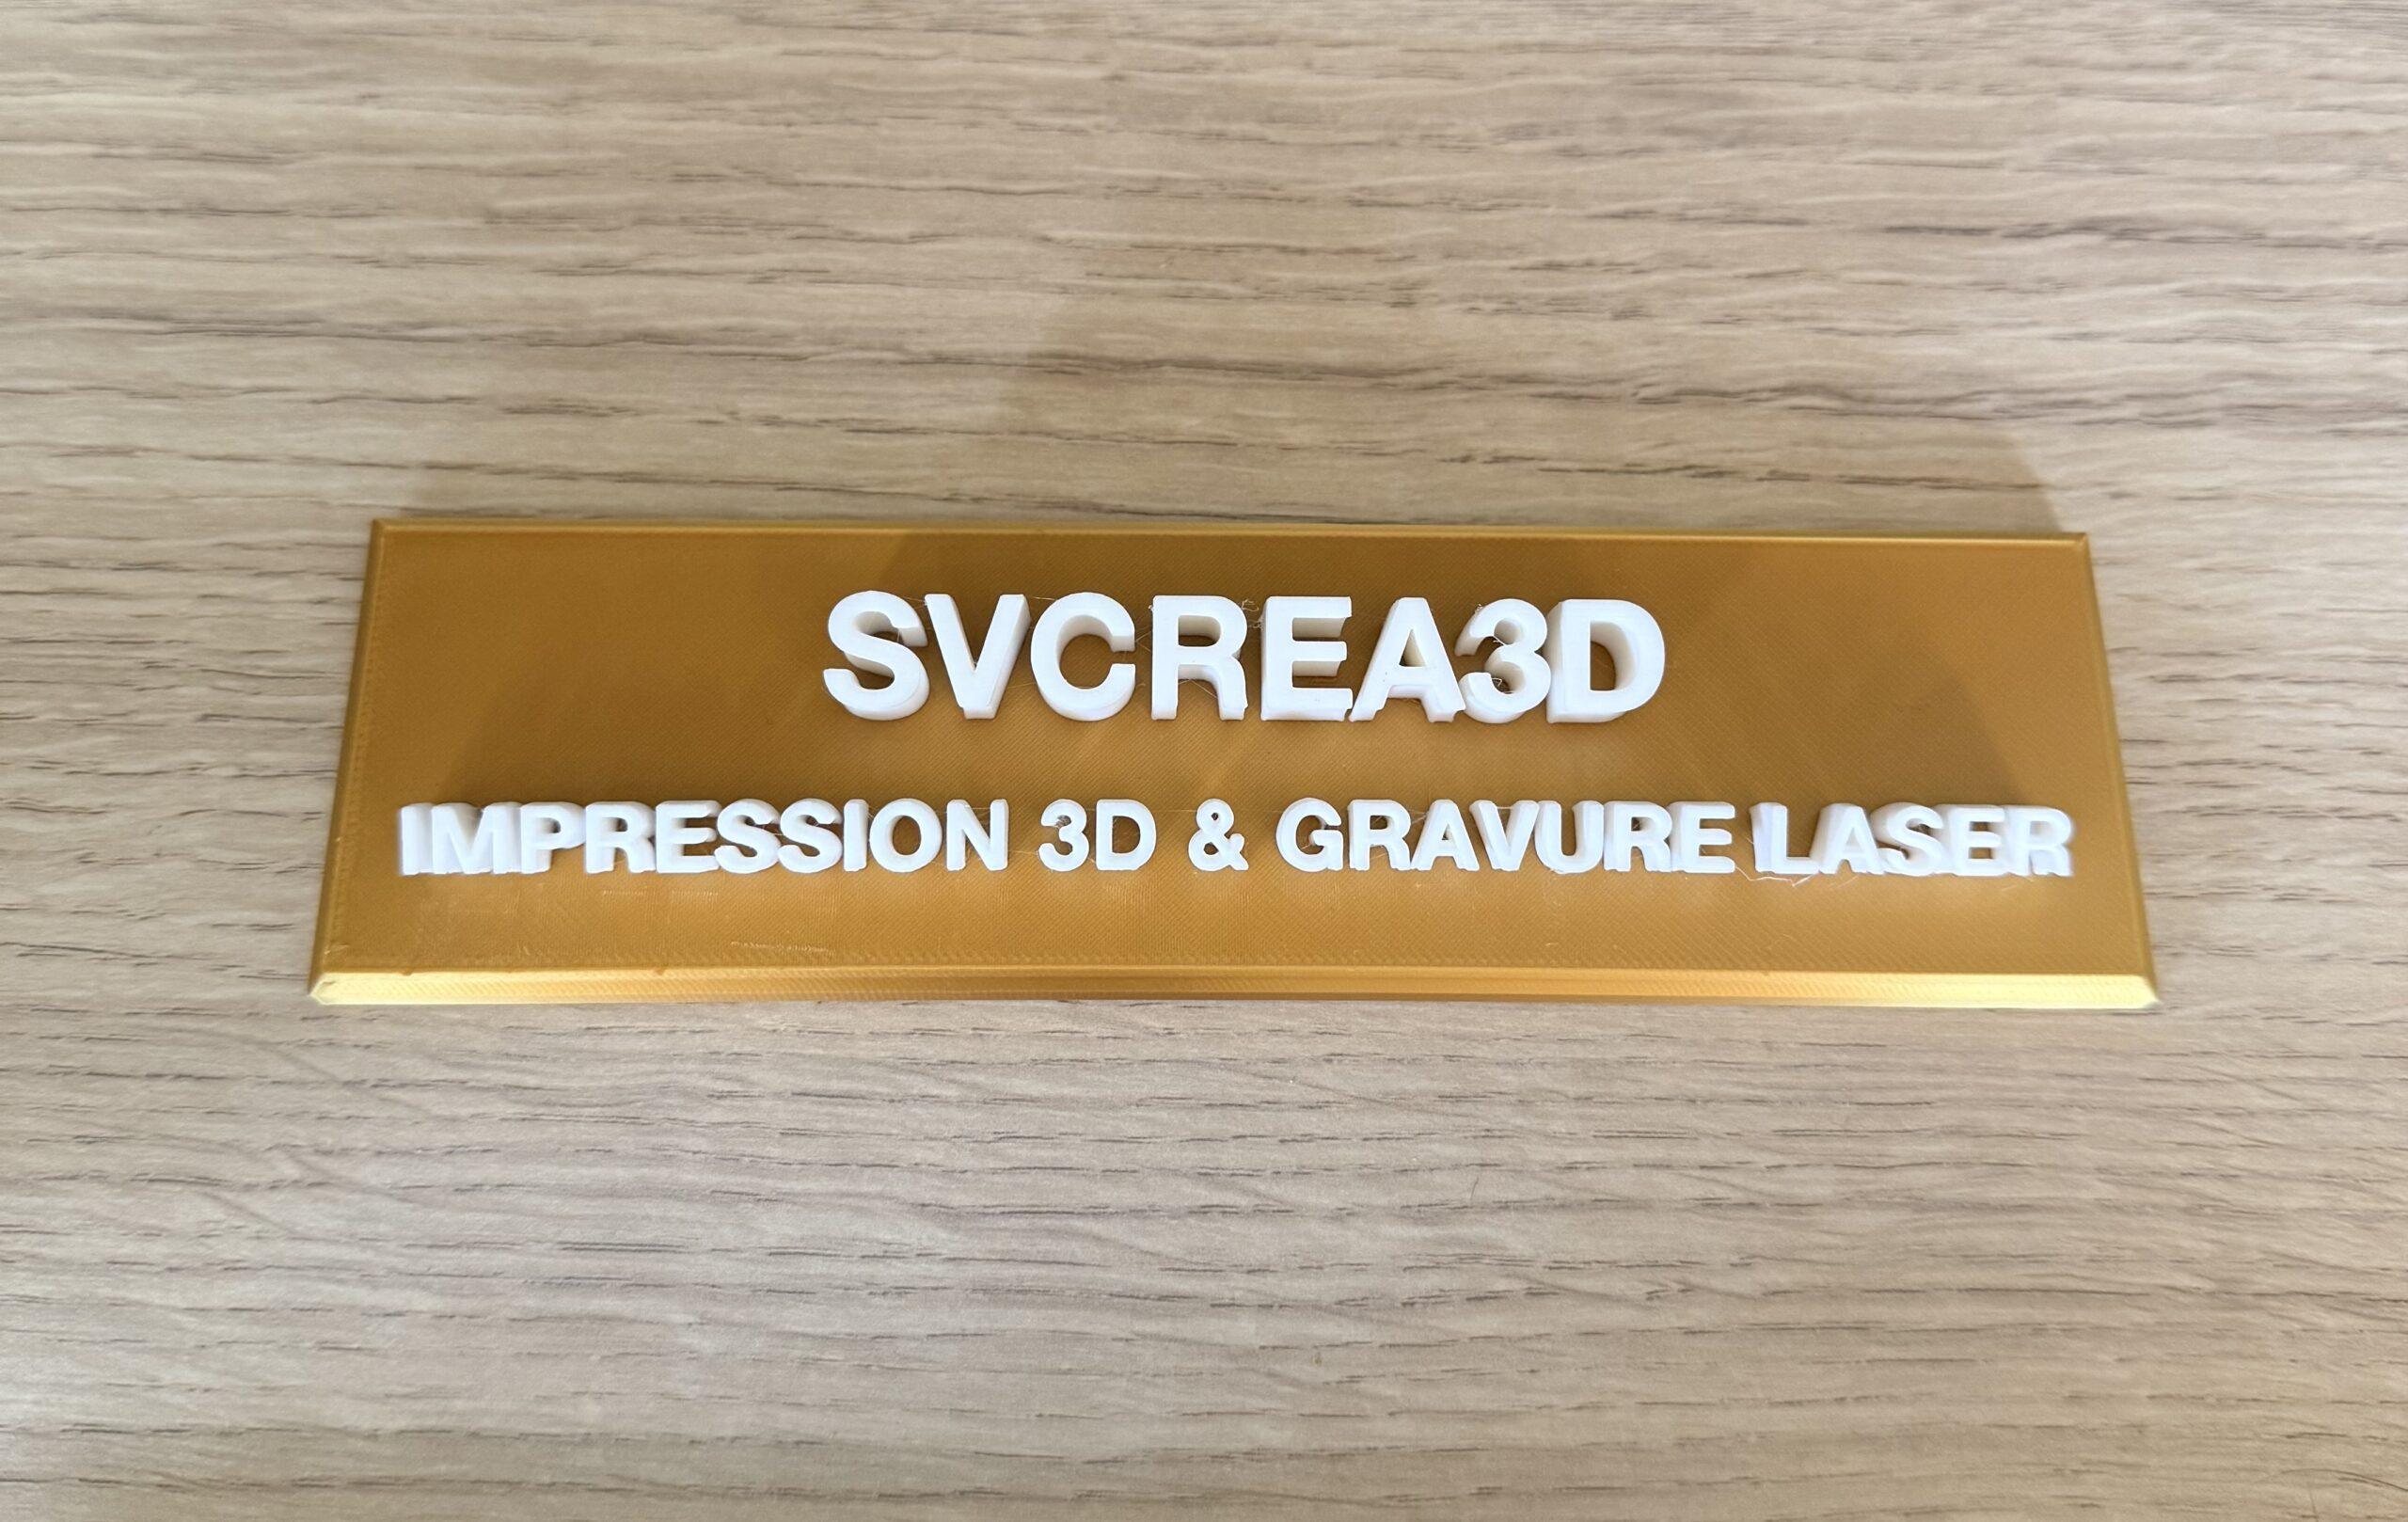 SVCREA3D
IMPRESSION 3D & GRAVURE LASER